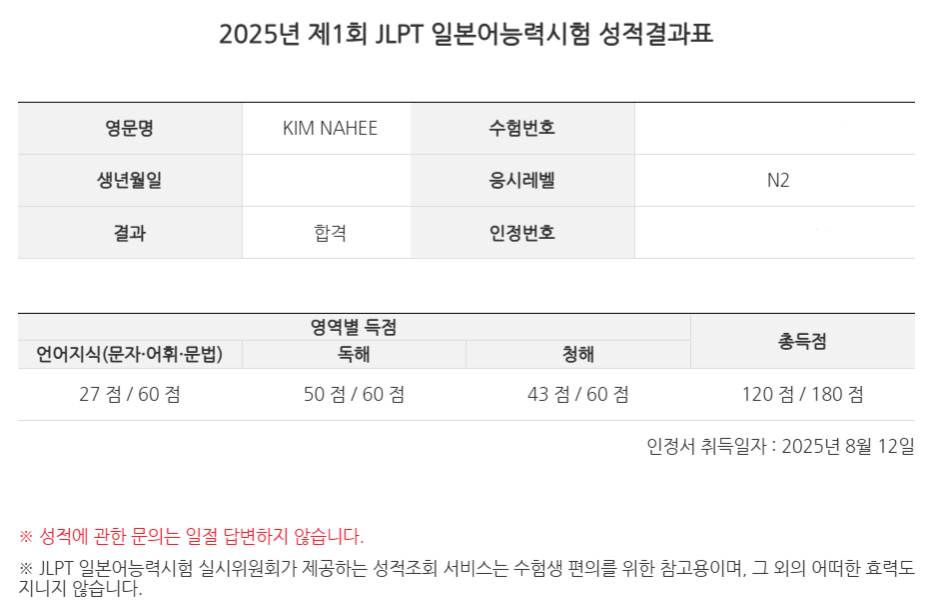 2025년 제1회 JLPT 일본어능력시험 성적결과표
영문명 KIM NAHEE 수험번호
생년월일 응시레벨 N2
결과 합격 인정번호
영역별 득점 총득점
언어지식(문자·어휘·문법) 독해 청해
27 점 / 60 점 50 점 / 60 점 43 점 / 60 점 120 점 / 180 점
인정서 취득일자 : 2025년 8월 12일
※ 성적에 관한 문의는 일절 답변하지 않습니다.
※ JLPT 일본어능력시험 실시위원회가 제공하는 성적조회 서비스는 수험생 편의를 위한 참고용이며, 그 외의 어떠한 효력도
지니지 않습니다.